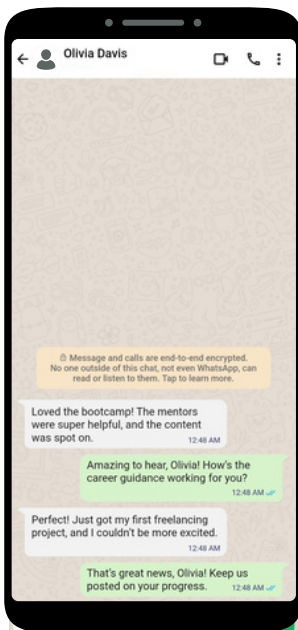 Olivia Davis
Message and calls are end-to-end encrypted.
No one outside of this chat, not even WhatsApp, can
read or listen to them. Tap to learn more.
Loved the bootcamp! The mentors
were super helpful, and the content
was spot on.
12:48 AM
Amazing to hear, Olivia! How's the
career guidance working for you?
12:48 AM
Perfect! Just got my first freelancing
project, and I couldn't be more excited.
12:48 AM
That's great news, Olivia! Keep us
posted on your progress.
12:48 AM